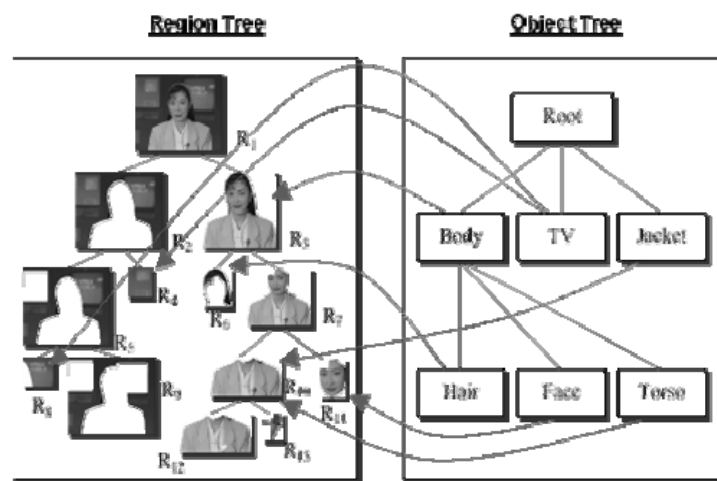 Region Tree
Object Tree
R1
Root
R2
R3
Body
TV
Jacket
R4
R6
R7
R5
R8
R9
R10
R11
Hair
Face
Torso
R12
R13